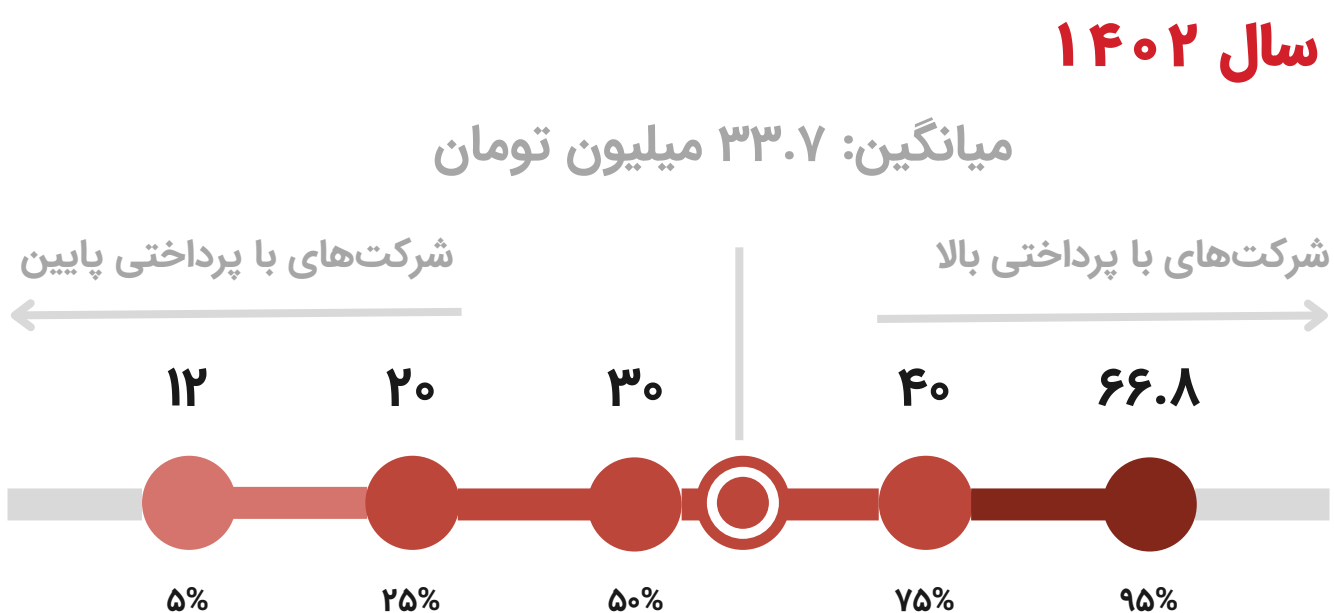 سال ۱۴۰۲
میانگین: ۳۳.۷ میلیون تومان
شرکت‌های با پرداختی بالا
شرکت‌های با پرداختی پایین
۱۲ ۲۰ ۳۰ ۴۰ ۶۶.۸
۵% ۲۵% ۵۰% ۷۵% ۹۵%